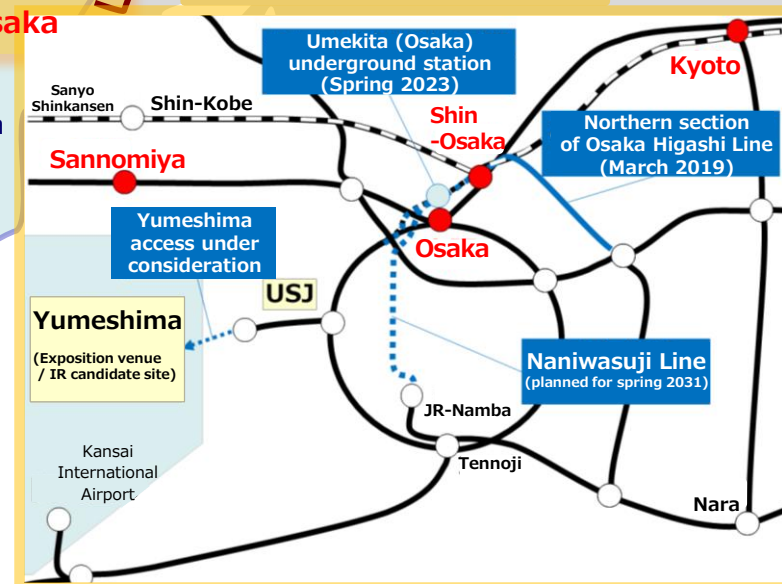 saka
Umekita (Osaka)
underground station
(Spring 2023)
Kyoto
Sanyo
Shinkansen
Shin-Kobe
Shin
-Osaka
Northern section
of Osaka Higashi Line
(March 2019)
Sannomiya
Yumeshima
access under
consideration
Osaka
USJ
Yumeshima
(Exposition venue
/ IR candidate site)
Naniwasuji Line
(planned for spring 2031)
JR-Namba
Kansai
International
Airport
Tennoji
Nara